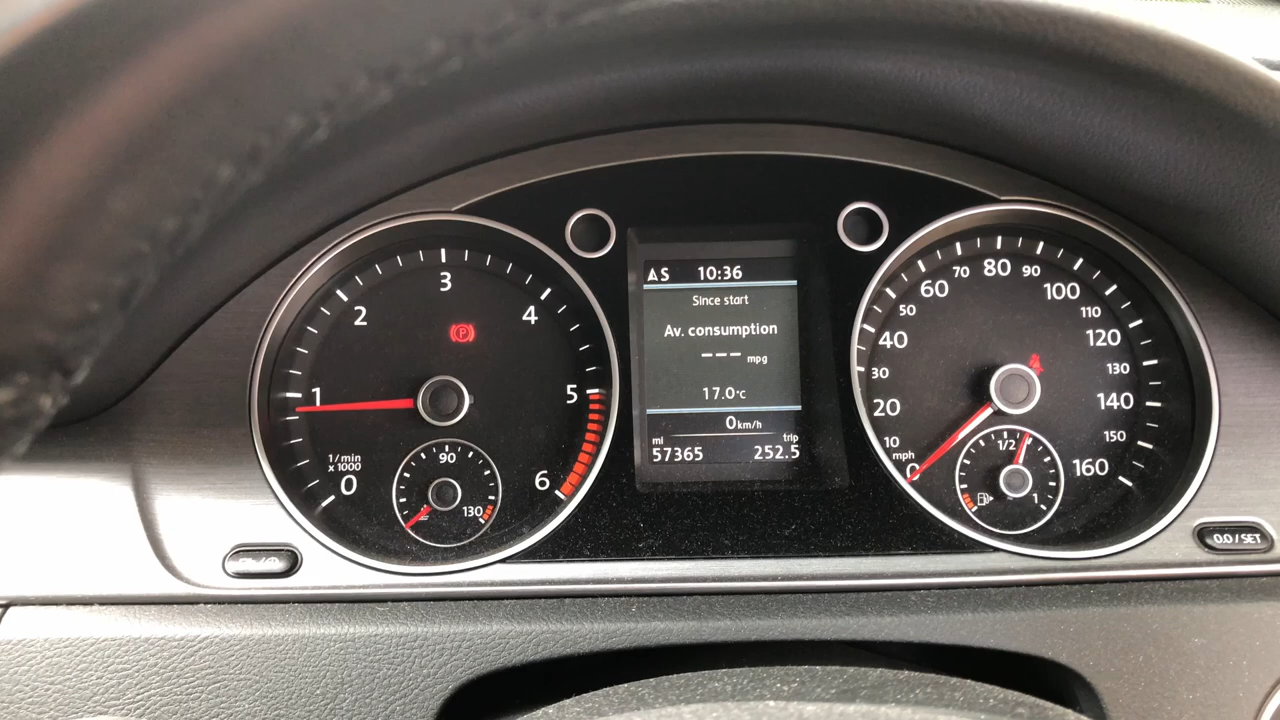 0
1
2
3
4
5
6
1/min
x 1000
90
130
(P)
AS 10:36
Since start
Av. consumption
--- mpg
17.0°c
0km/h
mi trip
57365 252.5
0
10
20
30
40
50
60
70
80
90
100
110
120
130
140
150
160
mph
1/2
1
0.0 / SET